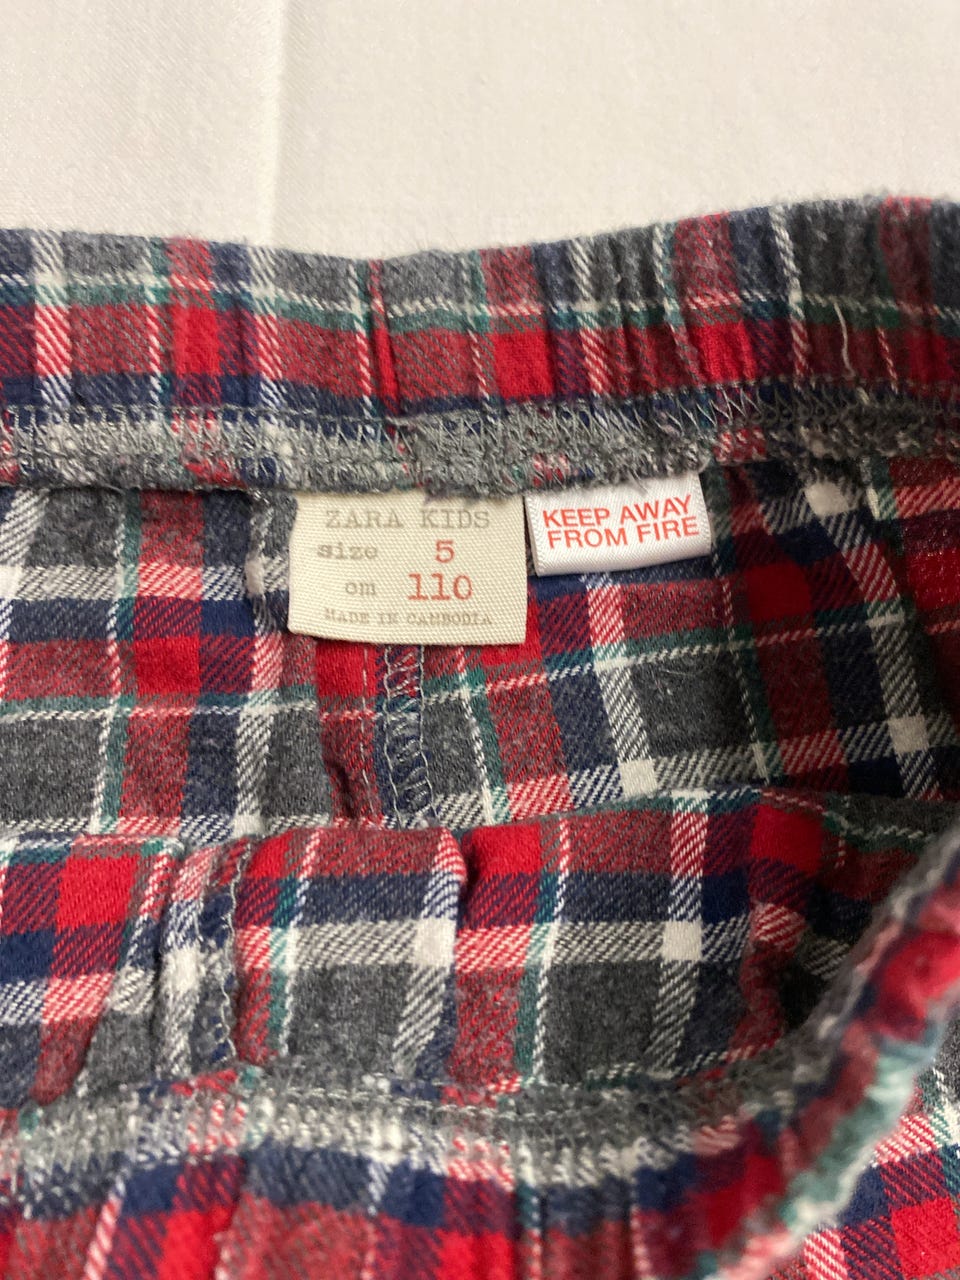 ZARA KIDS
size 5
cm 110
MADE IN CAMBODIA
KEEP AWAY
FROM FIRE